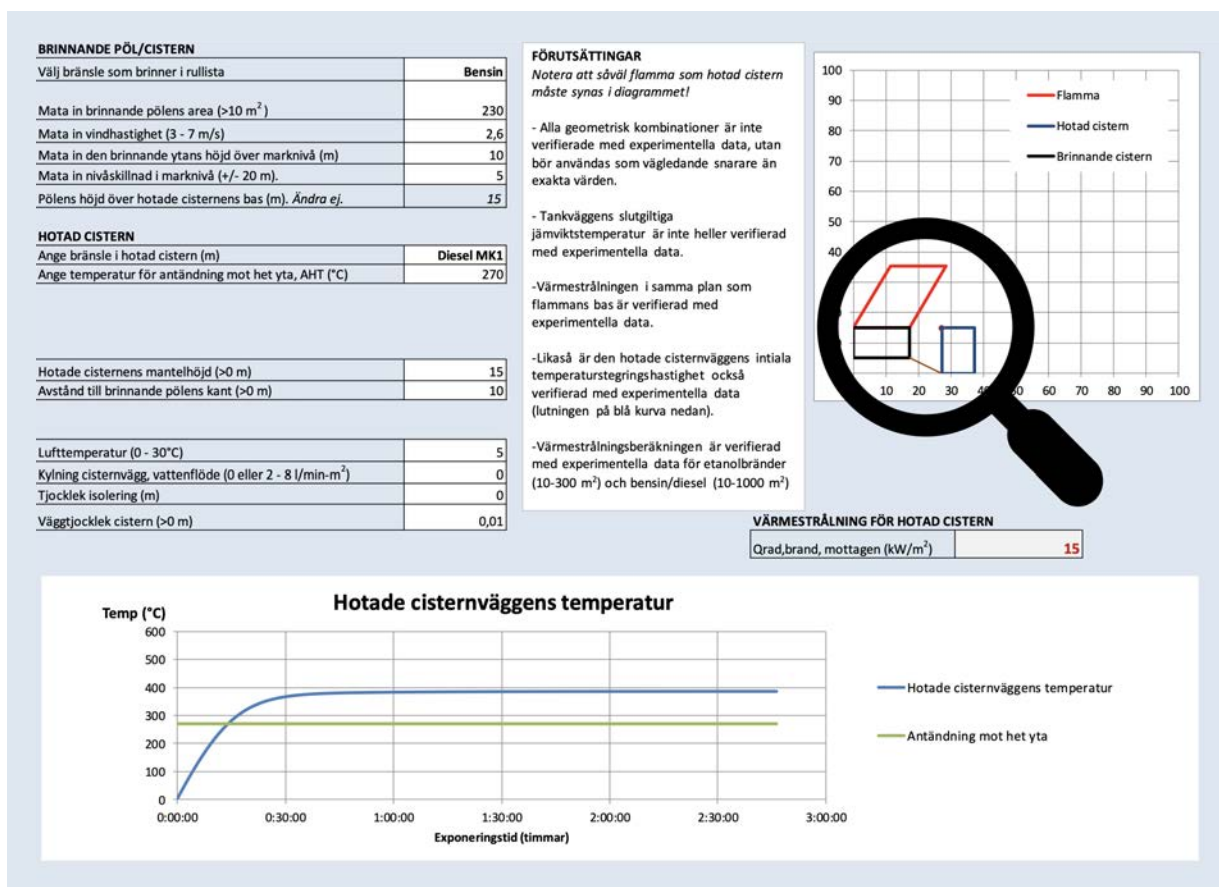 BRINNANDE PÖL/CISTERN
Välj bränsle som brinner i rullista Bensin
Mata in brinnande pölens area (>10 m²) 230
Mata in vindhastighet (3 - 7 m/s) 2,6
Mata in den brinnande ytans höjd över marknivå (m) 10
Mata in nivåskillnad i marknivå (+/- 20 m). 5
Pölens höjd över hotade cisternens bas (m). Ändra ej. 15
HOTAD CISTERN
Ange bränsle i hotad cistern (m) Diesel MK1
Ange temperatur för antändning mot het yta, AHT (°C) 270
Hotade cisternens mantelhöjd (>0 m) 15
Avstånd till brinnande pölens kant (>0 m) 10
Lufttemperatur (0 - 30°C) 5
Kylning cisternvägg, vattenflöde (0 eller 2 - 8 l/min-m²) 0
Tjocklek isolering (m) 0
Väggtjocklek cistern (>0 m) 0,01
FÖRUTSÄTTINGAR
Notera att såväl flamma som hotad cistern
måste synas i diagrammet!
- Alla geometrisk kombinationer är inte
verifierade med experimentella data, utan
bör användas som vägledande snarare än
exakta värden.
- Tankväggens slutgiltiga
jämviktstemperatur är inte heller verifierad
med experimentella data.
-Värmestrålningen i samma plan som
flammans bas är verifierad med
experimentella data.
-Likaså är den hotade cisternväggens intiala
temperaturstegringshastighet också
verifierad med experimentella data
(lutningen på blå kurva nedan).
-Värmestrålningsberäkningen är verifierad
med experimentella data för etanolbränder
(10-300 m²) och bensin/diesel (10-1000 m²)
100
90
80
70
60
50
40
10 20 30 40 50 60 70 80 90 100
Flamma
Hotad cistern
Brinnande cistern
VÄRMESTRÅLNING FÖR HOTAD CISTERN
Qrad,brand, mottagen (kW/m²) 15
Hotade cisternväggens temperatur
Temp (°C)
600
500
400
300
200
100
0
0:00:00 0:30:00 1:00:00 1:30:00 2:00:00 2:30:00 3:00:00
Exponeringstid (timmar)
Hotade cisternväggens temperatur
Antändning mot het yta